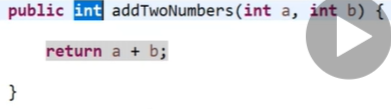 public int addTwoNumbers(int a, int b) {
return a + b;
}